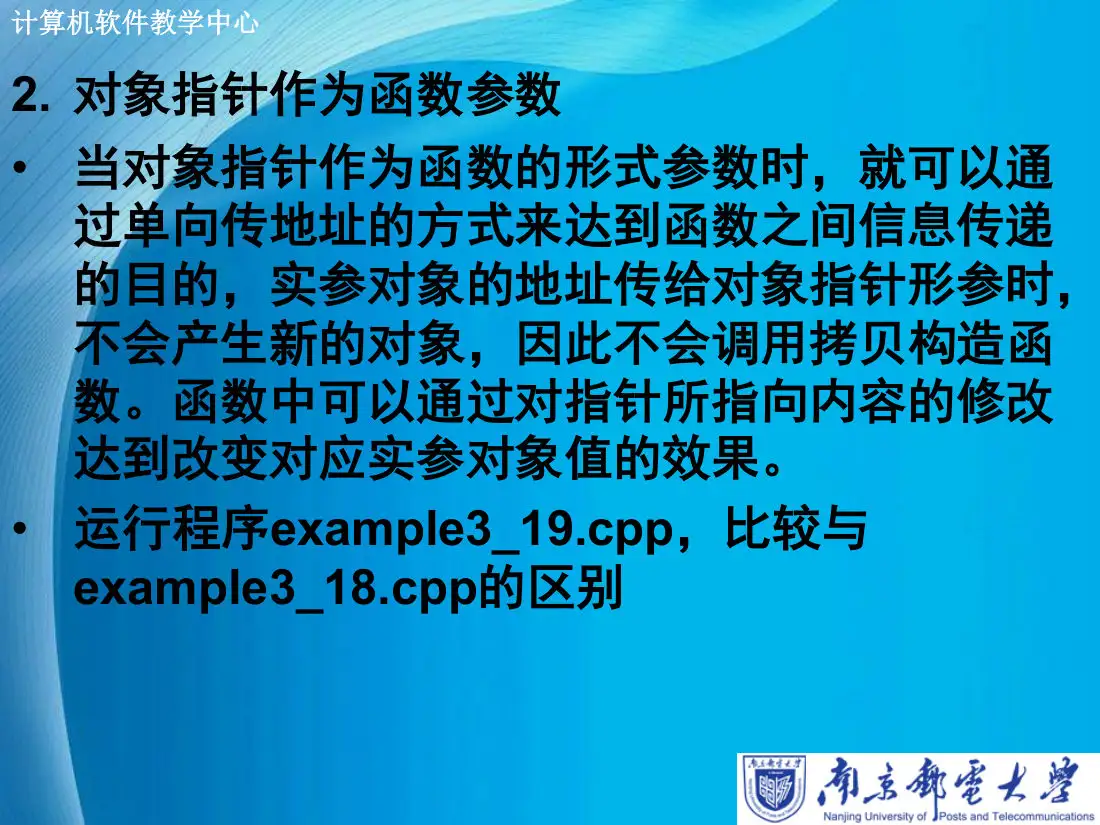 计算机软件教学中心
2. 对象指针作为函数参数
• 当对象指针作为函数的形式参数时，就可以通
过单向传地址的方式来达到函数之间信息传递
的目的，实参对象的地址传给对象指针形参时，
不会产生新的对象，因此不会调用拷贝构造函
数。函数中可以通过对指针所指向内容的修改
达到改变对应实参对象值的效果。
• 运行程序example3_19.cpp，比较与
example3_18.cpp的区别
南京郵電大學
Nanjing University of Posts and Telecommunications